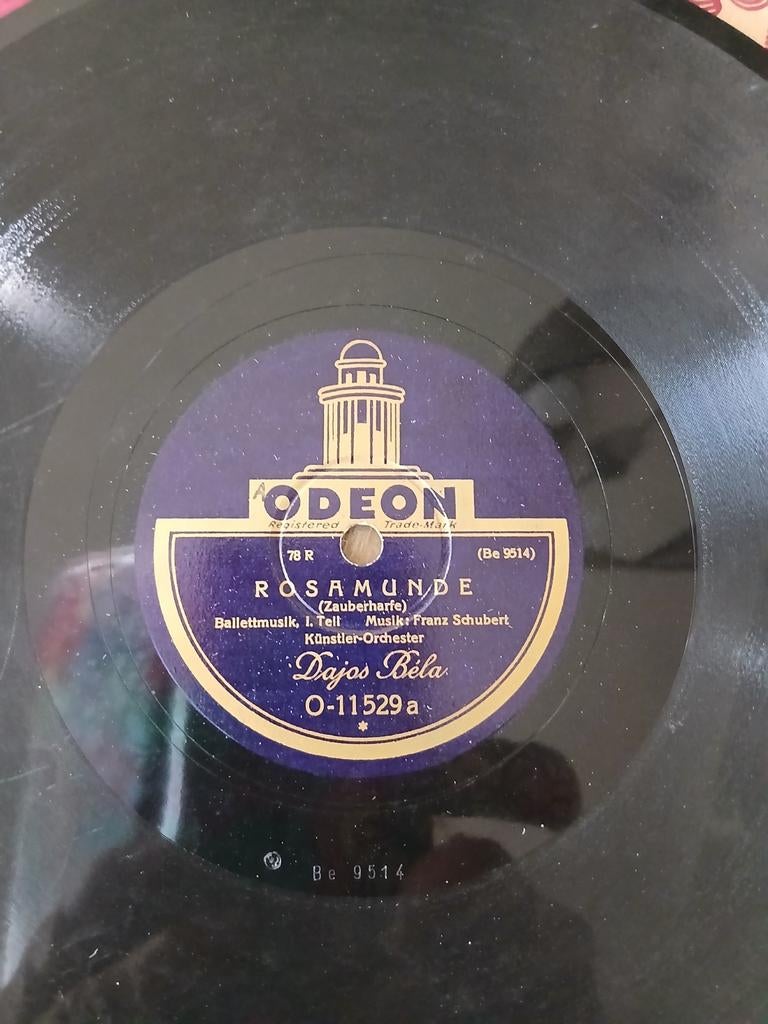 ODEON
Registered Trade-Mark
78 R (Be 9514)
ROSAMUNDE
(Zauberharfe)
Ballettmusik, I. Teil Musik: Franz Schubert
Künstler-Orchester
Dajos Béla
O-11529a
*
Be 9514